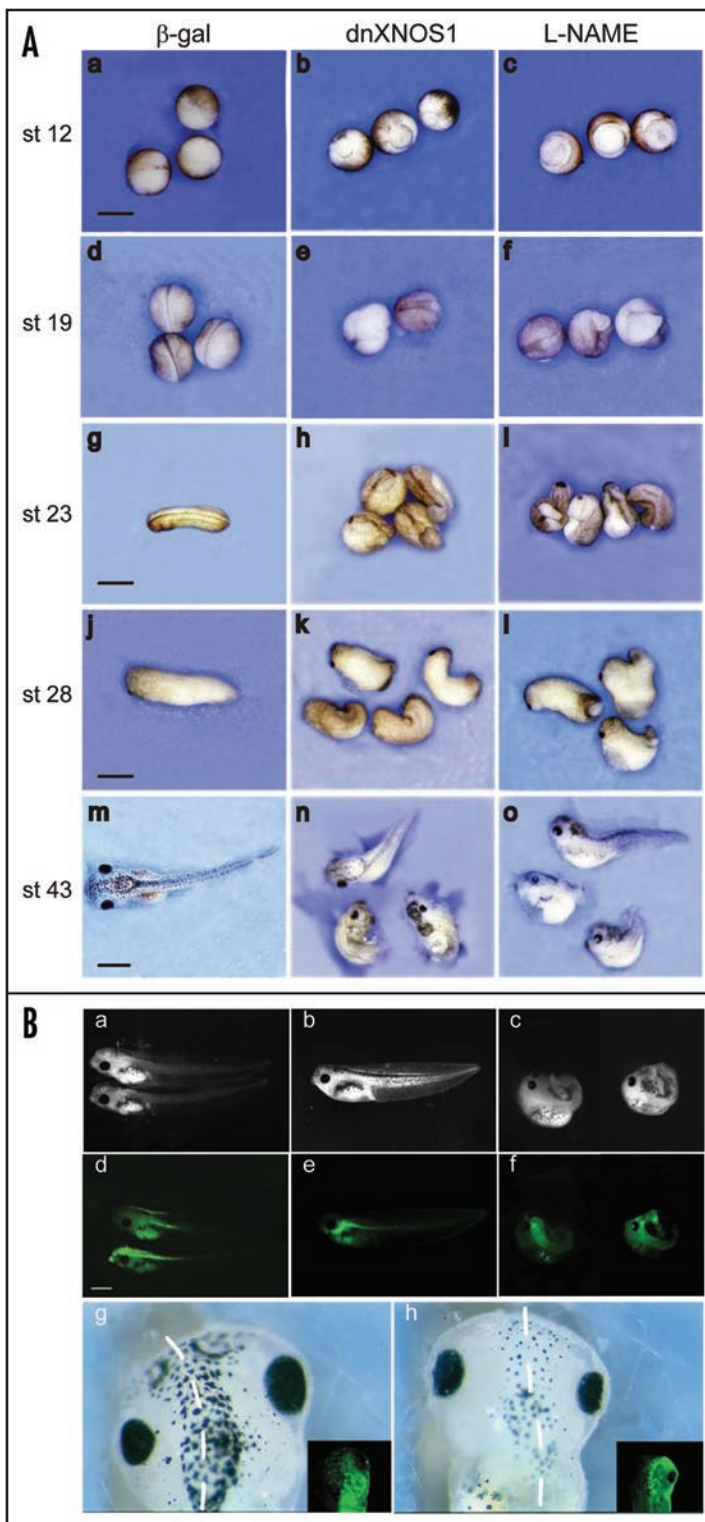 A
β-gal dnXNOS1 L-NAME
st 12 a b c
st 19 d e f
st 23 g h I
st 28 j k l
st 43 m n o
B
a b c
d e f
g h